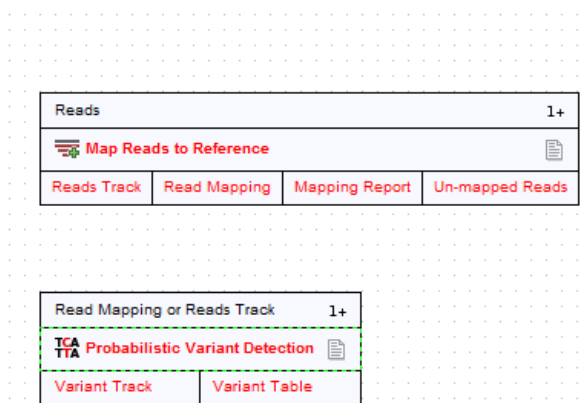 Reads 1+
Map Reads to Reference
Reads Track Read Mapping Mapping Report Un-mapped Reads
Read Mapping or Reads Track 1+
TCA
TTA Probabilistic Variant Detection
Variant Track Variant Table